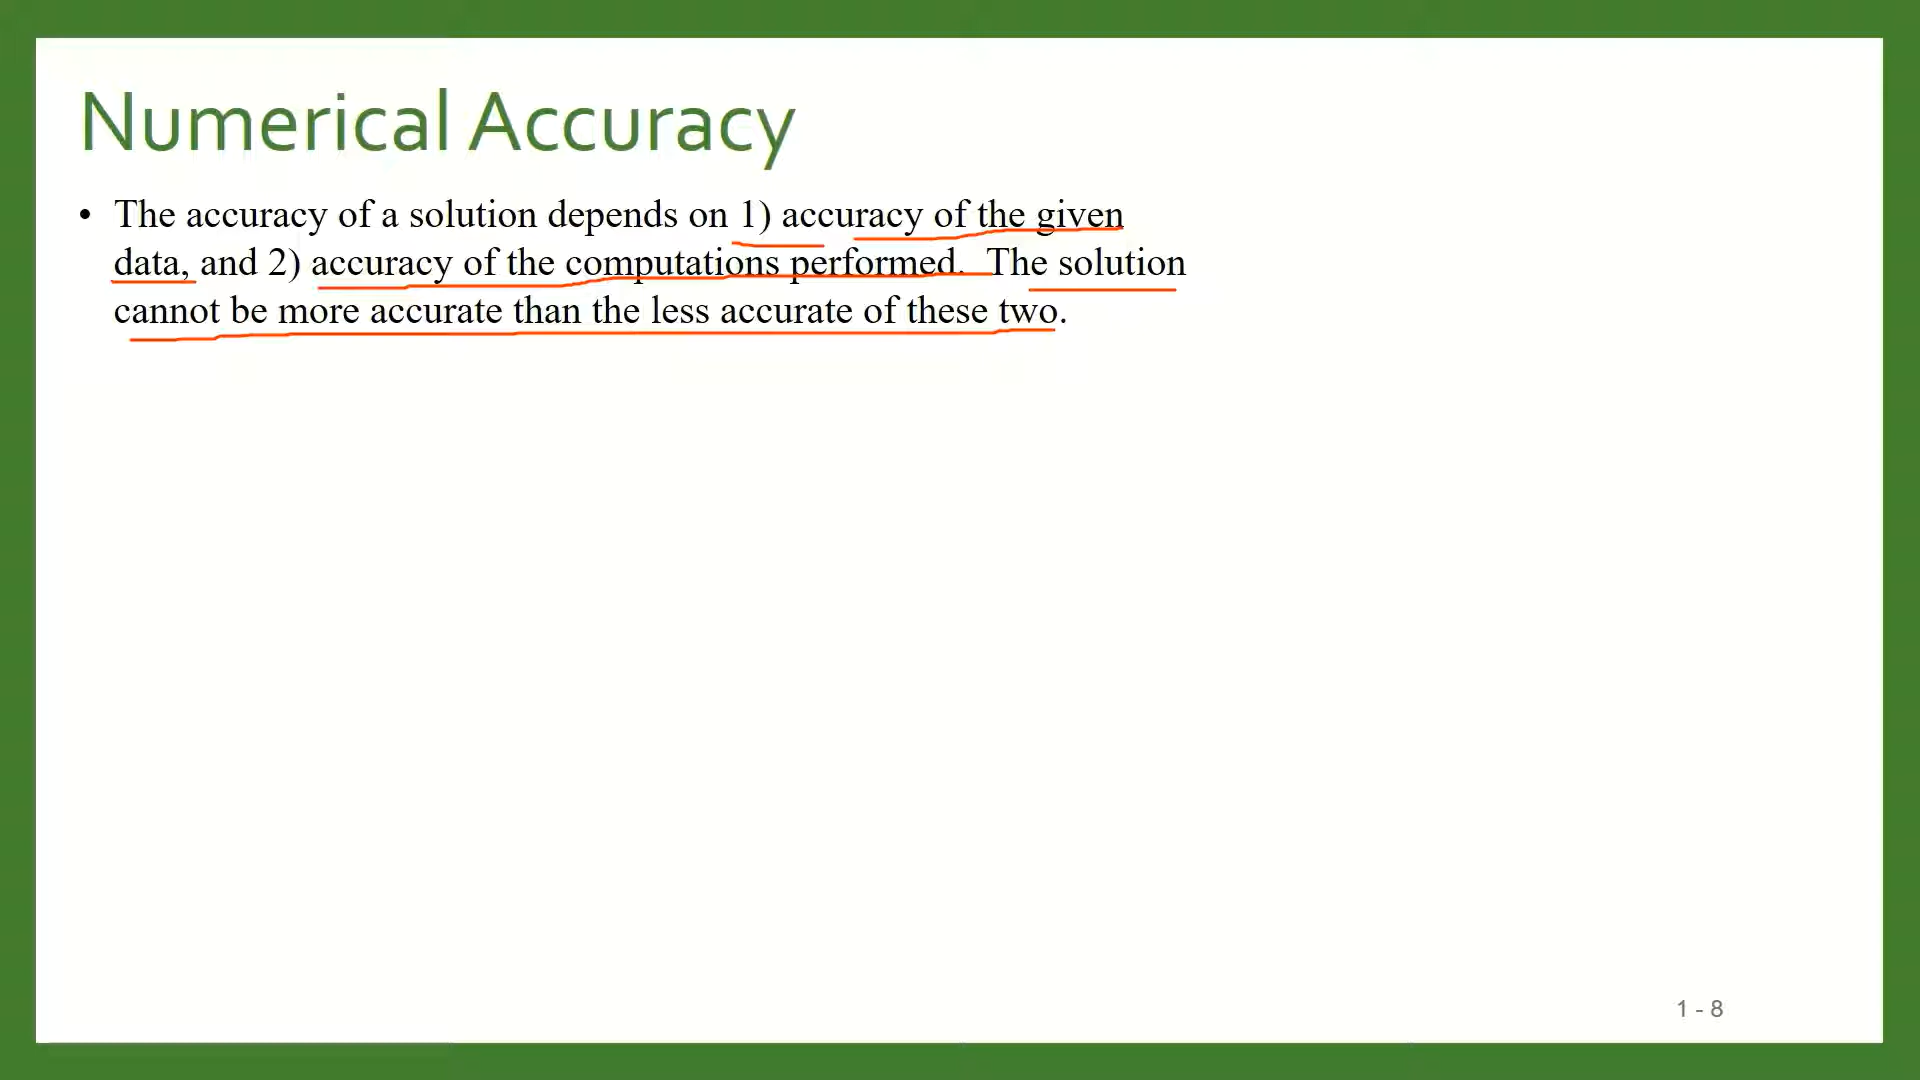 Numerical Accuracy
• The accuracy of a solution depends on 1) accuracy of the given
data, and 2) accuracy of the computations performed.  The solution
cannot be more accurate than the less accurate of these two.
1 - 8